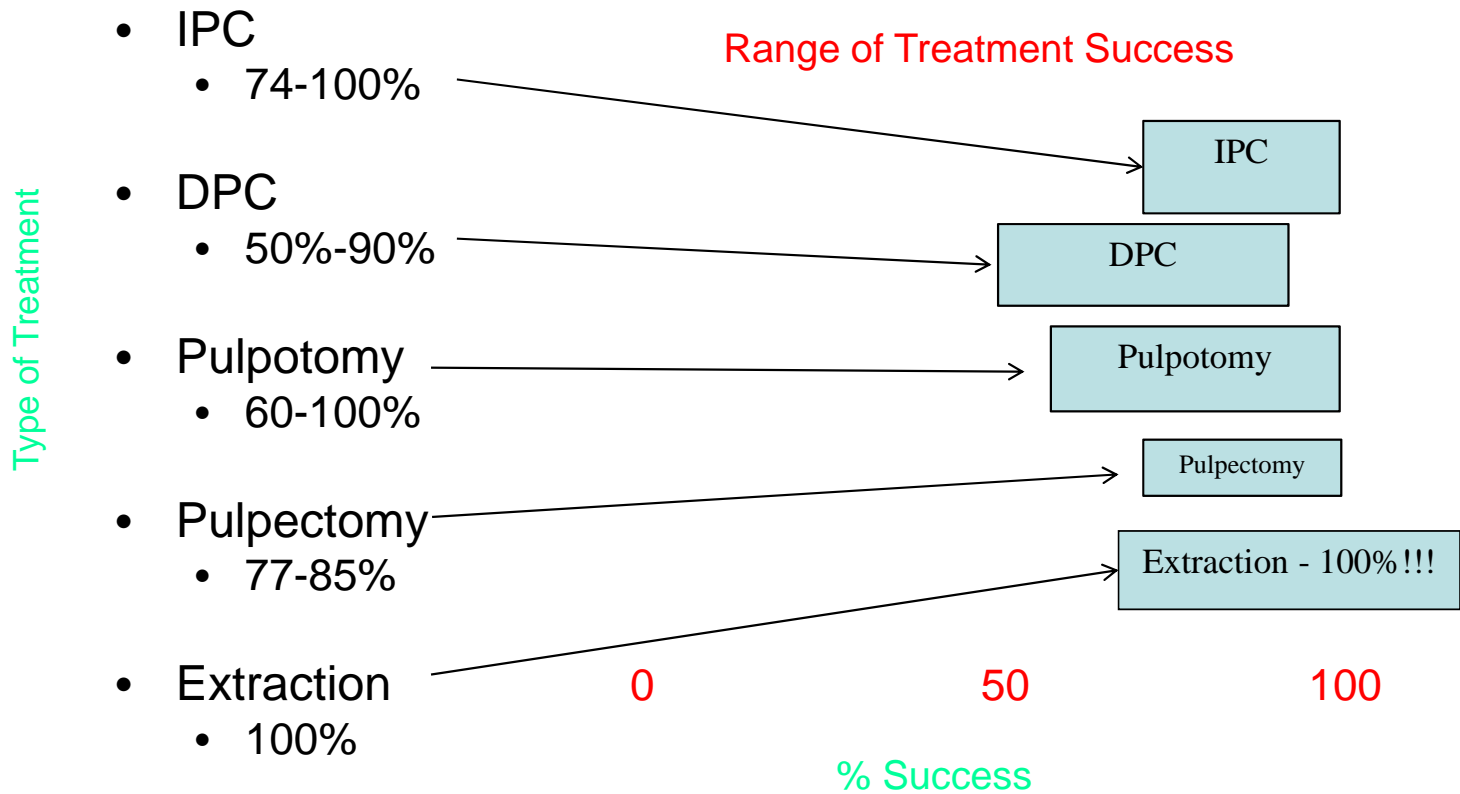 Range of Treatment Success
Type of Treatment
• IPC
• 74-100%
• DPC
• 50%-90%
• Pulpotomy
• 60-100%
• Pulpectomy
• 77-85%
• Extraction
• 100%
IPC
DPC
Pulpotomy
Pulpectomy
Extraction - 100%!!!
0 50 100
% Success